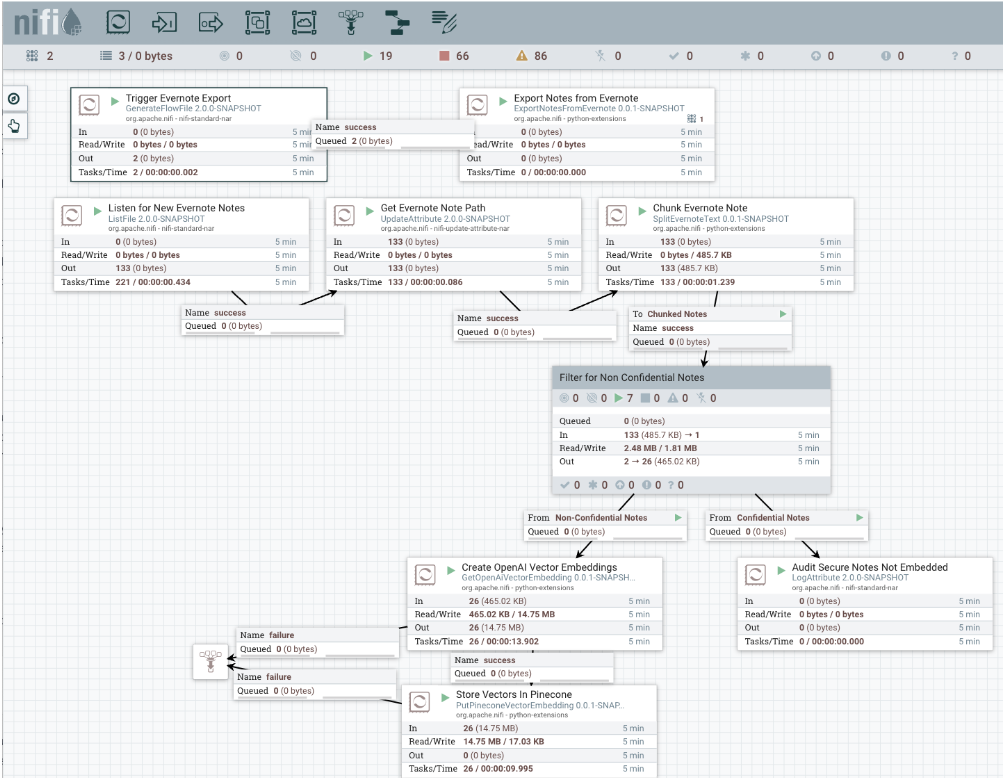 nifi
2 3 / 0 bytes 0 0 19 66 86 0 0 0 0 0 ? 0
Trigger Evernote Export
GenerateFlowFile 2.0.0-SNAPSHOT
org.apache.nifi - nifi-standard-nar
In 0 (0 bytes) 5 min
Read/Write 0 bytes / 0 bytes 5 min
Out 2 (0 bytes) 5 min
Tasks/Time 2 / 00:00:00.002 5 min
Name success
Queued 2 (0 bytes)
Export Notes from Evernote
ExportNotesFromEvernote 0.0.1-SNAPSHOT
org.apache.nifi - python-extensions
1
0 (0 bytes) 5 min
Read/Write 0 bytes / 0 bytes 5 min
Out 0 (0 bytes) 5 min
Tasks/Time 0 / 00:00:00.000 5 min
Listen for New Evernote Notes
ListFile 2.0.0-SNAPSHOT
org.apache.nifi - nifi-standard-nar
In 0 (0 bytes) 5 min
Read/Write 0 bytes / 0 bytes 5 min
Out 133 (0 bytes) 5 min
Tasks/Time 221 / 00:00:00.434 5 min
Name success
Queued 0 (0 bytes)
Get Evernote Note Path
UpdateAttribute 2.0.0-SNAPSHOT
org.apache.nifi - nifi-update-attribute-nar
In 133 (0 bytes) 5 min
Read/Write 0 bytes / 0 bytes 5 min
Out 133 (0 bytes) 5 min
Tasks/Time 133 / 00:00:00.086 5 min
Name success
Queued 0 (0 bytes)
Chunk Evernote Note
SplitEvernoteText 0.0.1-SNAPSHOT
org.apache.nifi - python-extensions
In 133 (0 bytes) 5 min
Read/Write 0 bytes / 485.7 KB 5 min
Out 133 (485.7 KB) 5 min
Tasks/Time 133 / 00:00:01.239 5 min
To Chunked Notes
Name success
Queued 0 (0 bytes)
Filter for Non Confidential Notes
0 0 7 0 0 0
Queued 0 (0 bytes)
In 133 (485.7 KB) → 1 5 min
Read/Write 2.48 MB / 1.81 MB 5 min
Out 2 → 26 (465.02 KB) 5 min
0 0 0 0 ? 0
From Non-Confidential Notes
Queued 0 (0 bytes)
From Confidential Notes
Queued 0 (0 bytes)
Create OpenAI Vector Embeddings
GetOpenAiVectorEmbedding 0.0.1-SNAPSH...
org.apache.nifi - python-extensions
In 26 (465.02 KB) 5 min
Read/Write 465.02 KB / 14.75 MB 5 min
Out 26 (14.75 MB) 5 min
Tasks/Time 26 / 00:00:13.902 5 min
Audit Secure Notes Not Embedded
LogAttribute 2.0.0-SNAPSHOT
org.apache.nifi - nifi-standard-nar
In 0 (0 bytes) 5 min
Read/Write 0 bytes / 0 bytes 5 min
Out 0 (0 bytes) 5 min
Tasks/Time 0 / 00:00:00.000 5 min
Name failure
Queued 0 (0 bytes)
Name success
Queued 0 (0 bytes)
Name failure
Queued 0 (0 bytes)
Store Vectors In Pinecone
PutPineconeVectorEmbedding 0.0.1-SNAP...
org.apache.nifi - python-extensions
In 26 (14.75 MB) 5 min
Read/Write 14.75 MB / 17.03 KB 5 min
Out 0 (0 bytes) 5 min
Tasks/Time 26 / 00:00:09.995 5 min